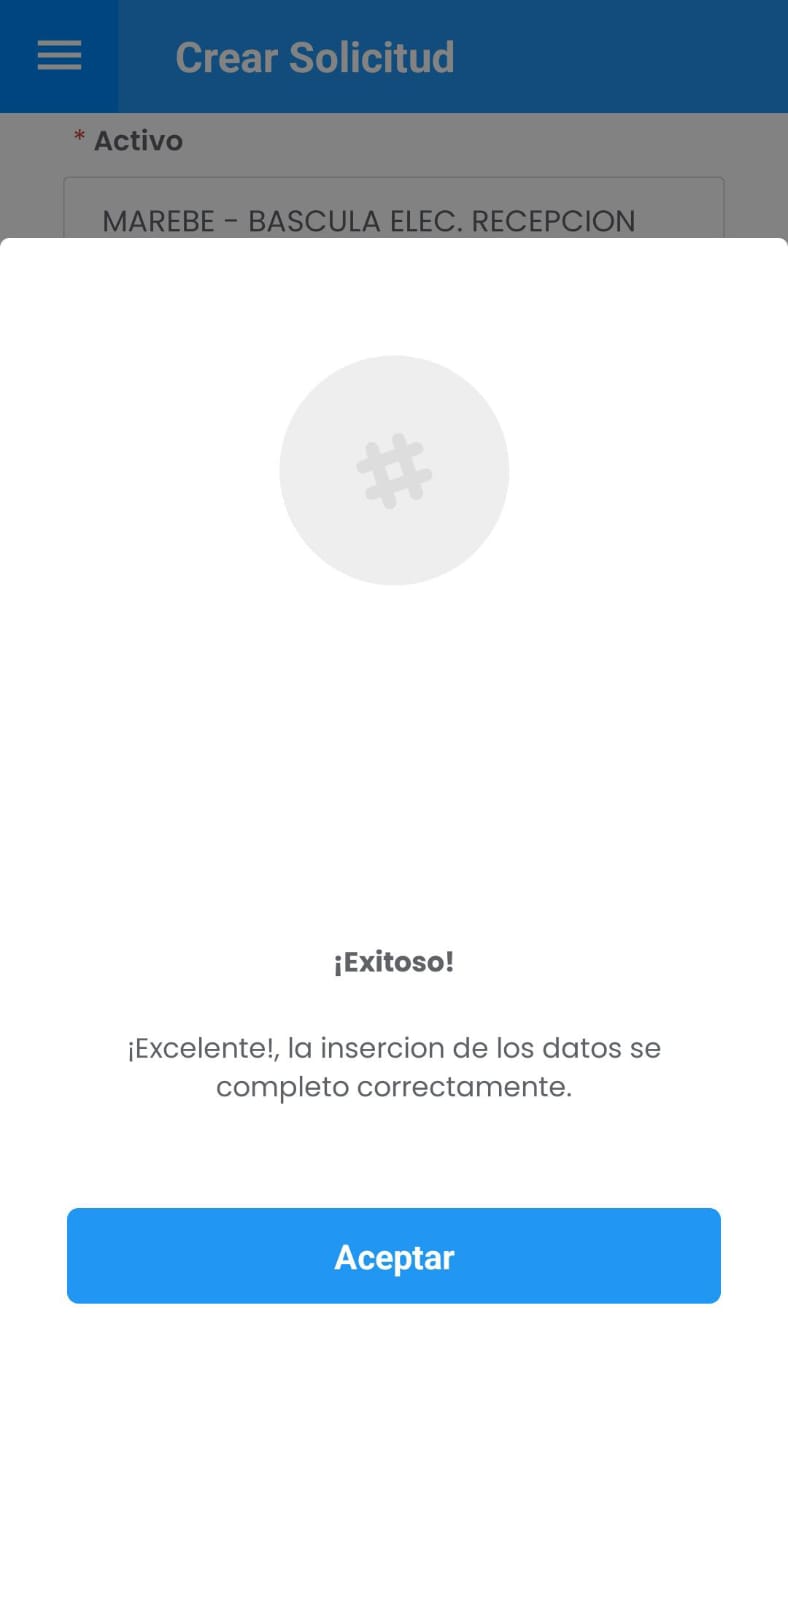 Crear Solicitud
* Activo
MAREBE - BASCULA ELEC. RECEPCION
¡Exitoso!
¡Excelente!, la insercion de los datos se
completo correctamente.
Aceptar